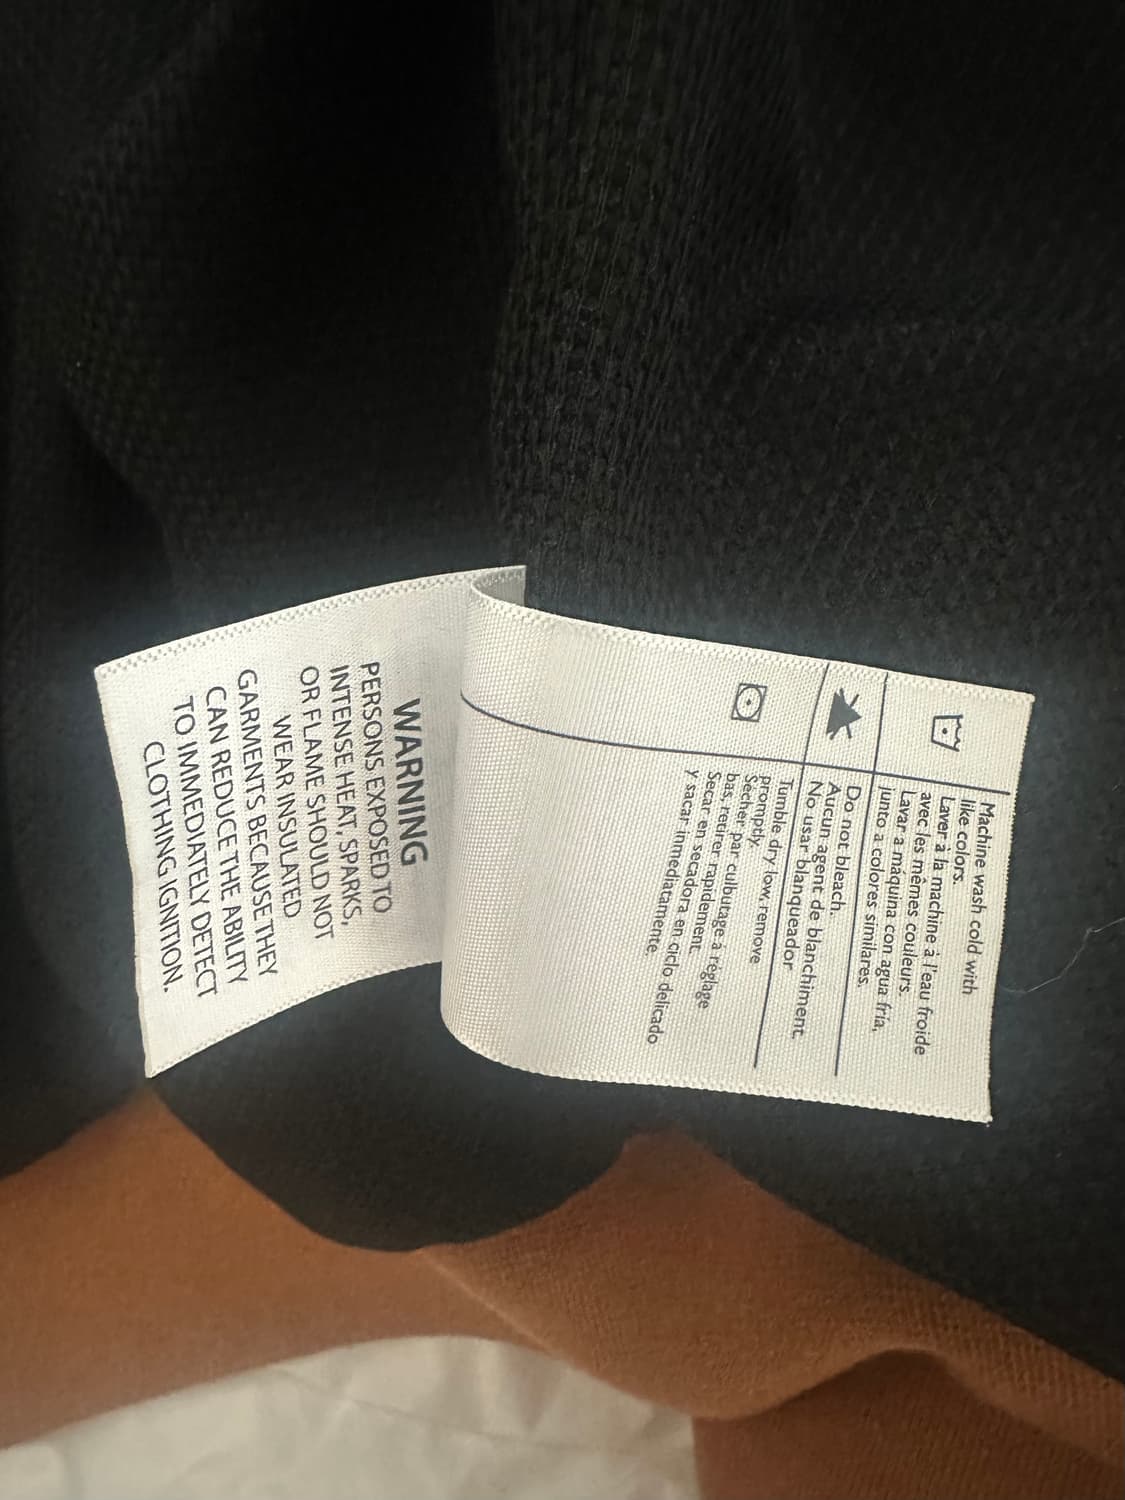 Machine wash cold with
like colors.
Laver à la machine à l'eau froide
avec les mêmes couleurs.
Lavar a máquina con agua fría,
junto a colores similares.
Do not bleach.
Aucun agent de blanchiment.
No usar blanqueador
Tumble dry low, remove
promptly.
Sécher par culbutage à réglage
bas, retirer rapidement.
Secar en secadora en ciclo delicado
y sacar inmediatamente.
WARNING
PERSONS EXPOSED TO
INTENSE HEAT, SPARKS,
OR FLAME SHOULD NOT
WEAR INSULATED
GARMENTS BECAUSE THEY
CAN REDUCE THE ABILITY
TO IMMEDIATELY DETECT
CLOTHING IGNITION.